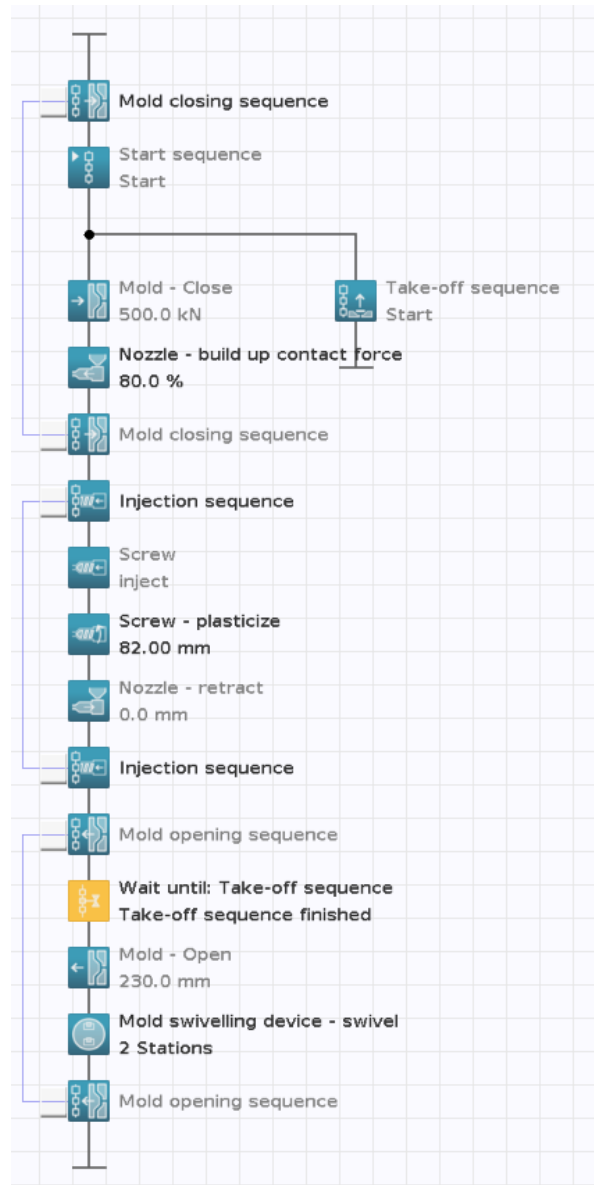 Mold closing sequence
Start sequence
Start
Mold - Close
500.0 kN
Take-off sequence
Start
Nozzle - build up contact force
80.0 %
Mold closing sequence
Injection sequence
Screw
inject
Screw - plasticize
82.00 mm
Nozzle - retract
0.0 mm
Injection sequence
Mold opening sequence
Wait until: Take-off sequence
Take-off sequence finished
Mold - Open
230.0 mm
Mold swivelling device - swivel
2 Stations
Mold opening sequence